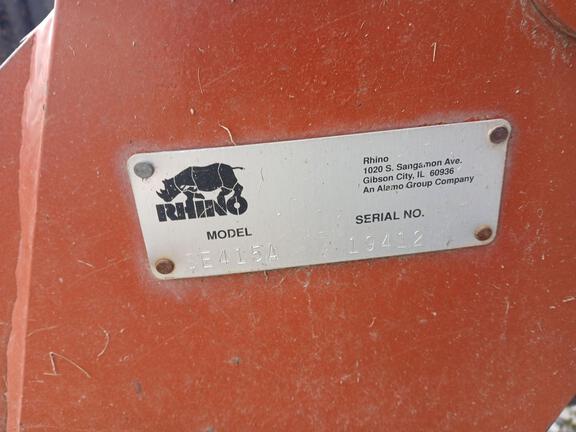 RHINO
Rhino
1020 S. Sangamon Ave.
Gibson City, IL 60936
An Alamo Group Company
MODEL
SERIAL NO.
SE415A
19412